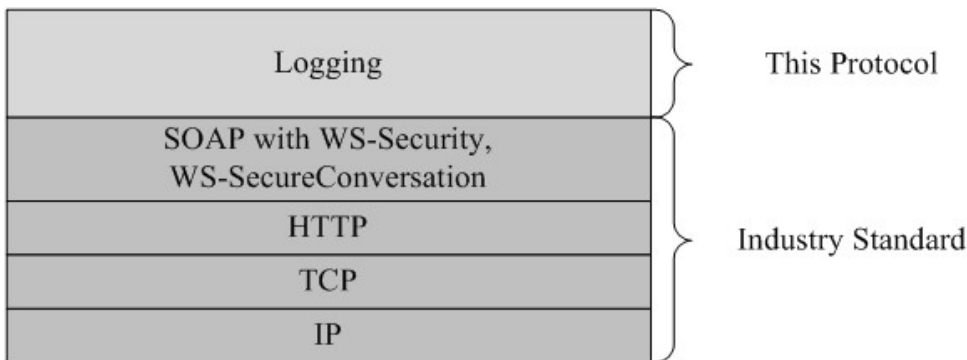 Logging
This Protocol
SOAP with WS-Security,
WS-SecureConversation
HTTP
Industry Standard
TCP
IP